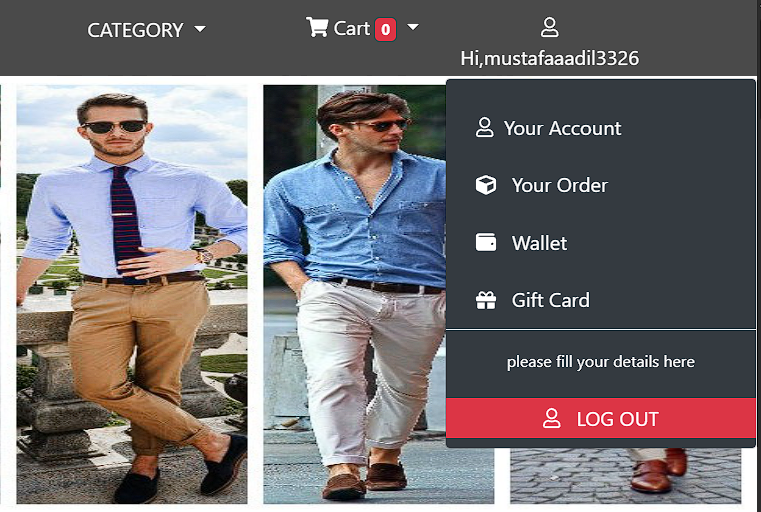 CATEGORY
Cart 0
Hi,mustafaaadil3326
Your Account
Your Order
Wallet
Gift Card
please fill your details here
LOG OUT